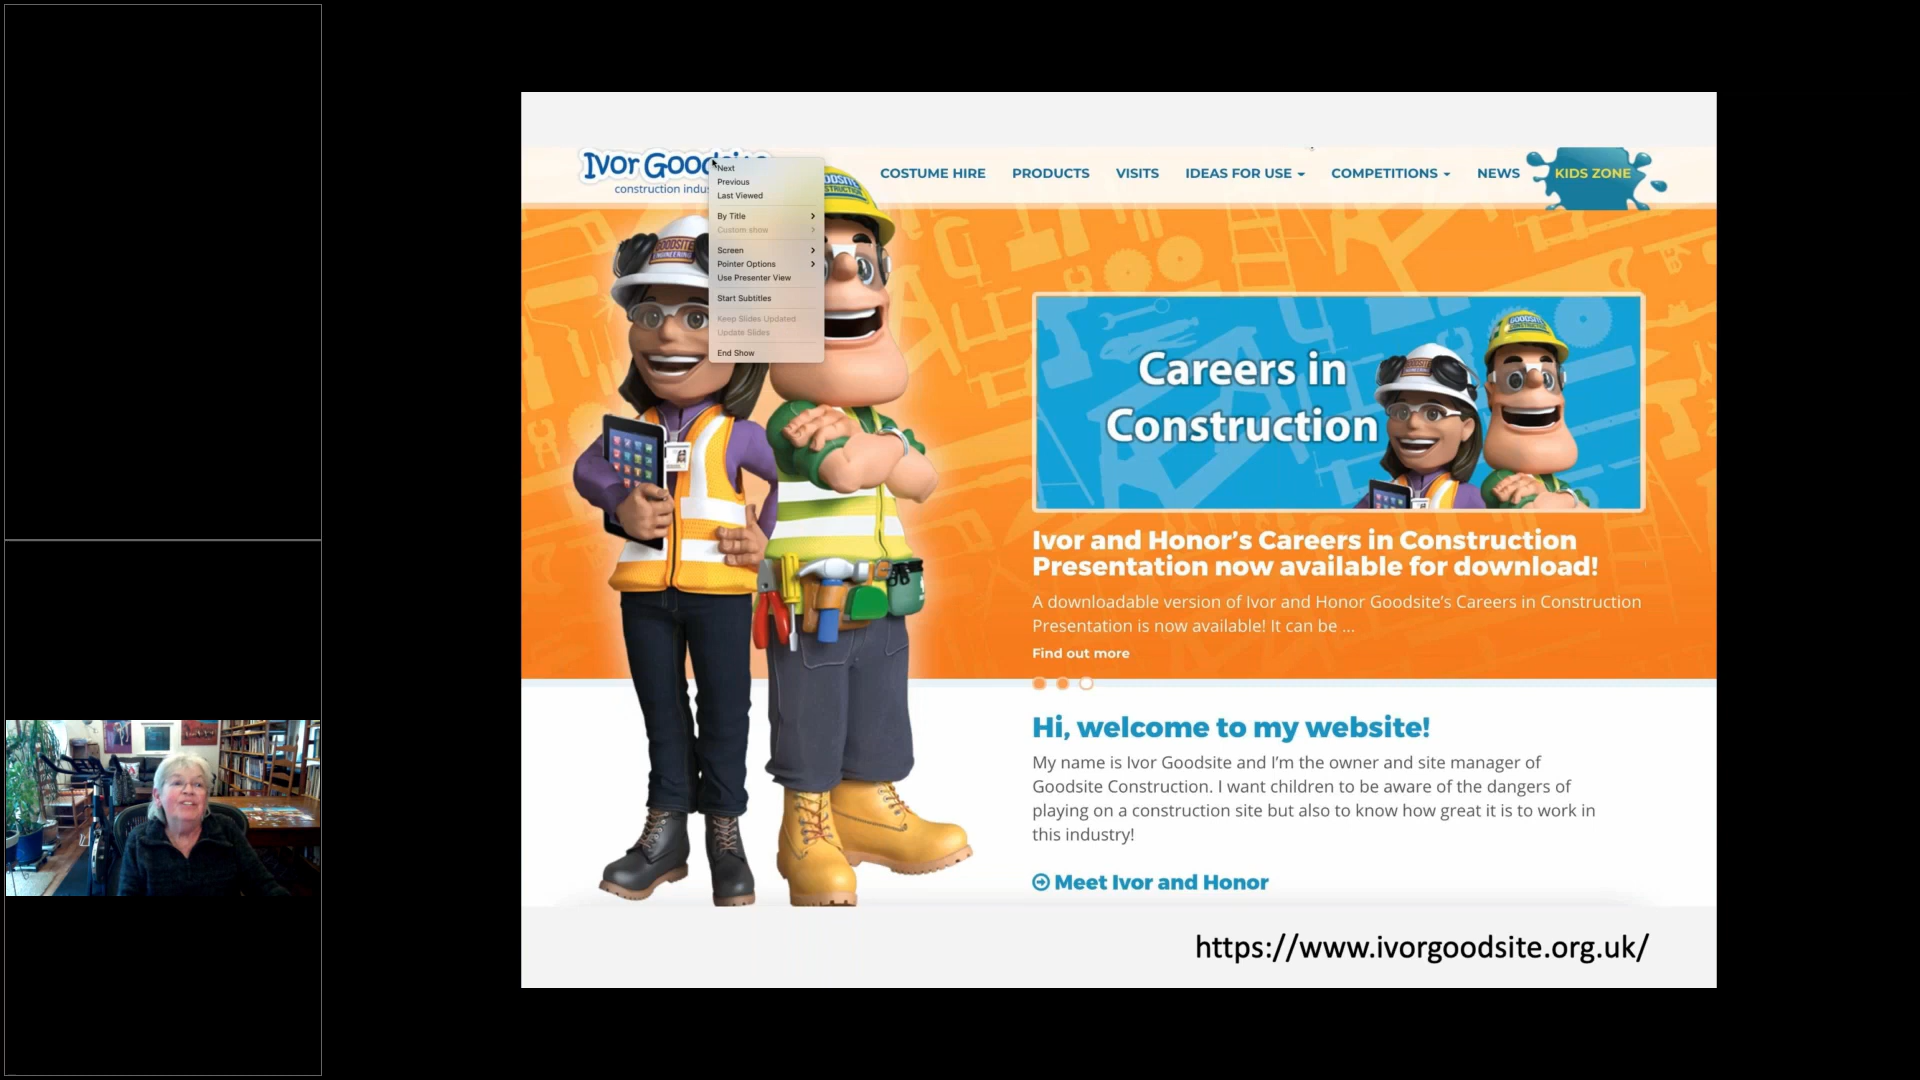 Ivor Good
construction indus
COSTUME HIRE
PRODUCTS
VISITS
IDEAS FOR USE
COMPETITIONS
NEWS
KIDS ZONE
Next
Previous
Last Viewed
By Title
Custom show
Screen
Pointer Options
Use Presenter View
Start Subtitles
Keep Slides Updated
Update Slides
End Show
GOODSITE
ENGINEERING
GOODSITE
CONSTRUCTION
Careers in
Construction
Ivor and Honor's Careers in Construction
Presentation now available for download!
A downloadable version of Ivor and Honor Goodsite's Careers in Construction
Presentation is now available! It can be ...
Find out more
Hi, welcome to my website!
My name is Ivor Goodsite and I'm the owner and site manager of
Goodsite Construction. I want children to be aware of the dangers of
playing on a construction site but also to know how great it is to work in
this industry!
Meet Ivor and Honor
https://www.ivorgoodsite.org.uk/